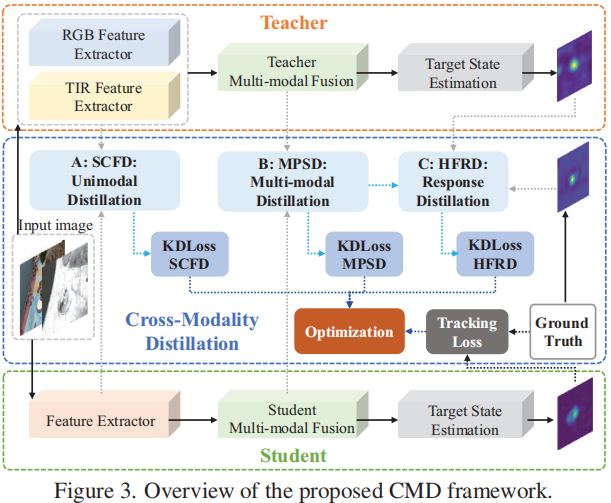 Teacher
RGB Feature
Extractor
TIR Feature
Extractor
Teacher
Multi-modal Fusion
Target State
Estimation
A: SCFD:
Unimodal
Distillation
B: MPSD:
Multi-modal
Distillation
C: HFRD:
Response
Distillation
Input image
KDLoss
SCFD
KDLoss
MPSD
KDLoss
HFRD
Cross-Modality
Distillation
Optimization
Tracking
Loss
Ground
Truth
Feature Extractor
Student
Multi-modal Fusion
Target State
Estimation
Student
Figure 3. Overview of the proposed CMD framework.